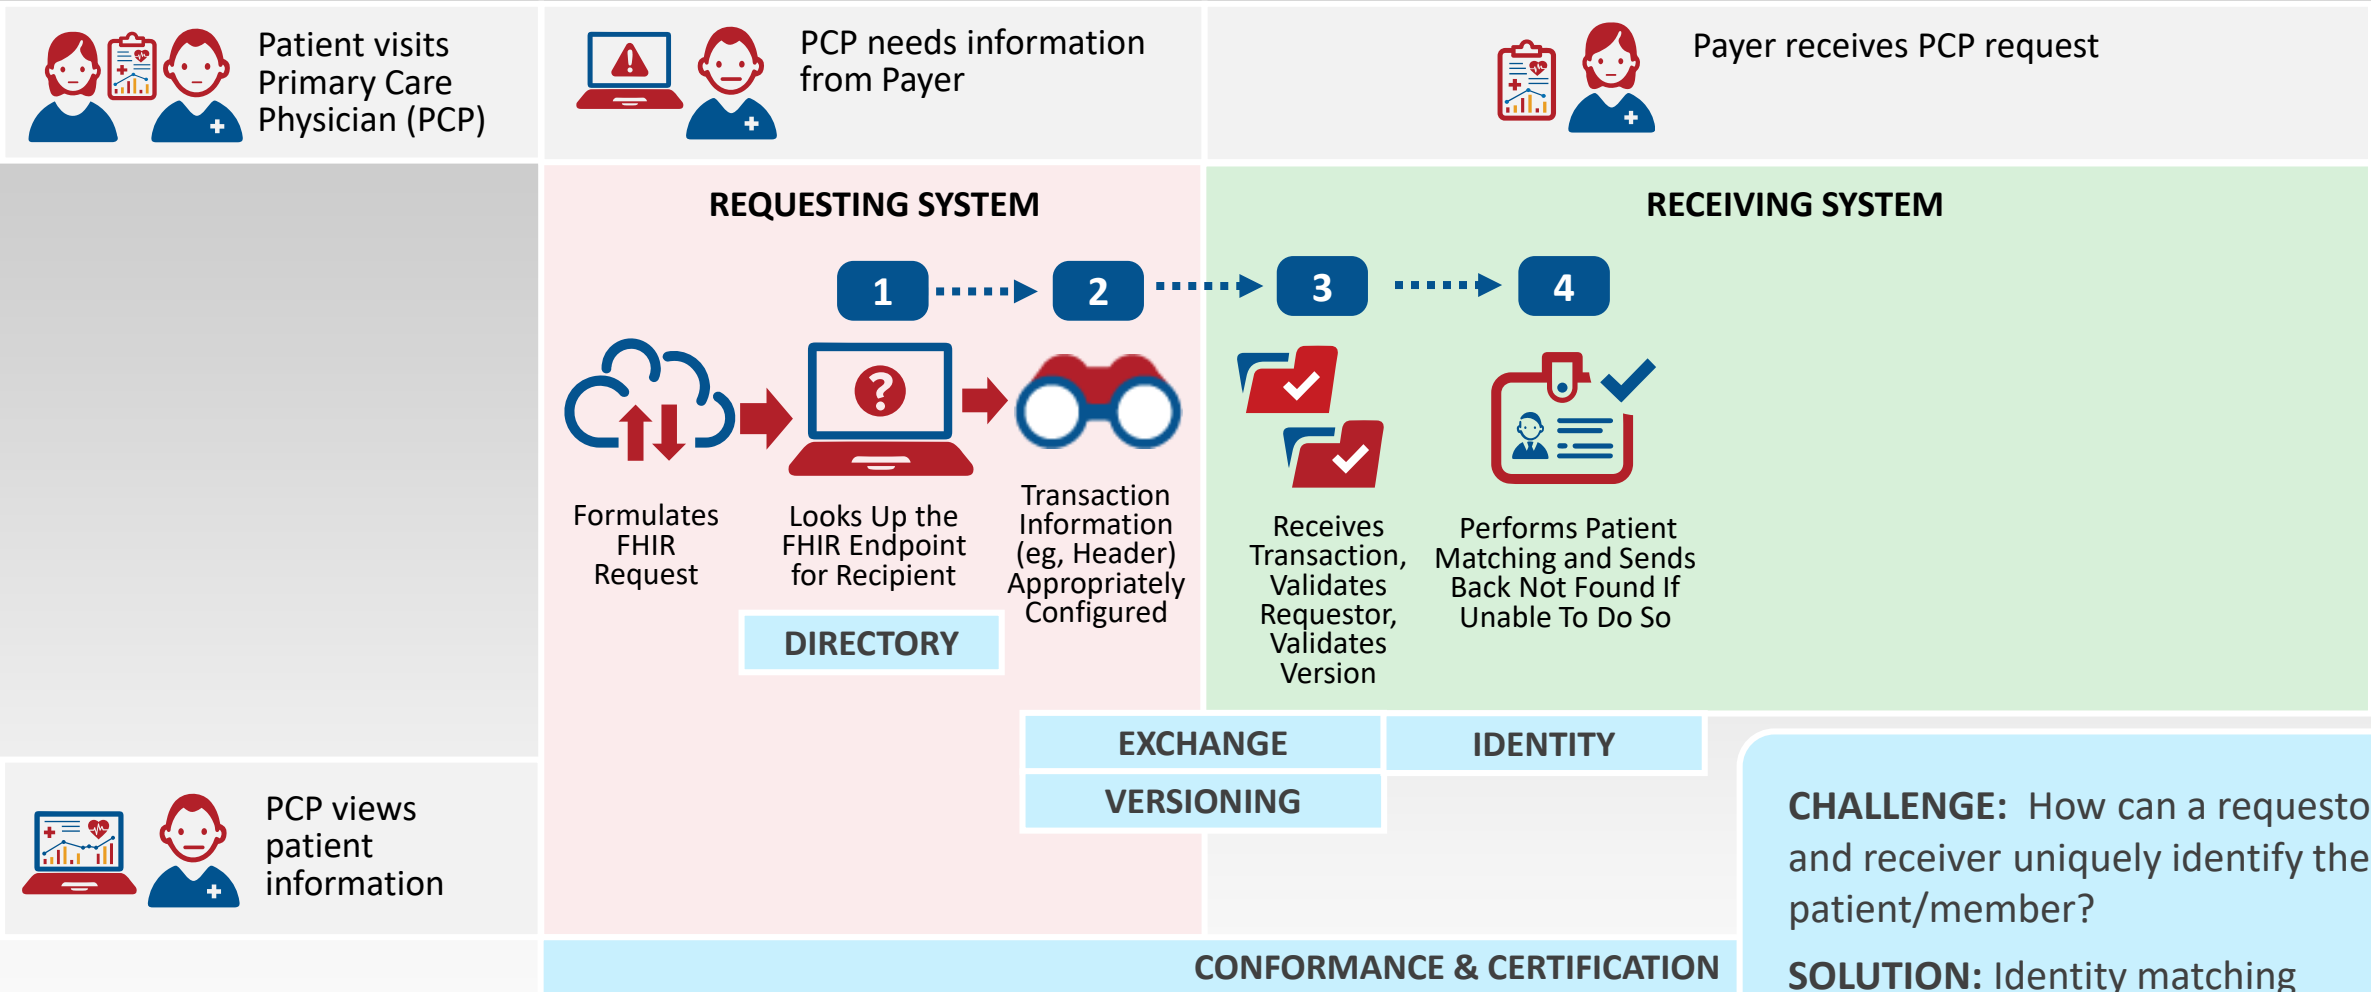 Patient visits
Primary Care
Physician (PCP)
PCP needs information
from Payer
Payer receives PCP request
REQUESTING SYSTEM
RECEIVING SYSTEM
1
2
3
4
Formulates
FHIR
Request
Looks Up the
FHIR Endpoint
for Recipient
Transaction
Information
(eg, Header)
Appropriately
Configured
Receives
Transaction,
Validates
Requestor,
Validates
Version
Performs Patient
Matching and Sends
Back Not Found If
Unable To Do So
DIRECTORY
EXCHANGE
IDENTITY
VERSIONING
PCP views
patient
information
CHALLENGE: How can a requesto
and receiver uniquely identify the
patient/member?
SOLUTION: Identity matching
CONFORMANCE & CERTIFICATION